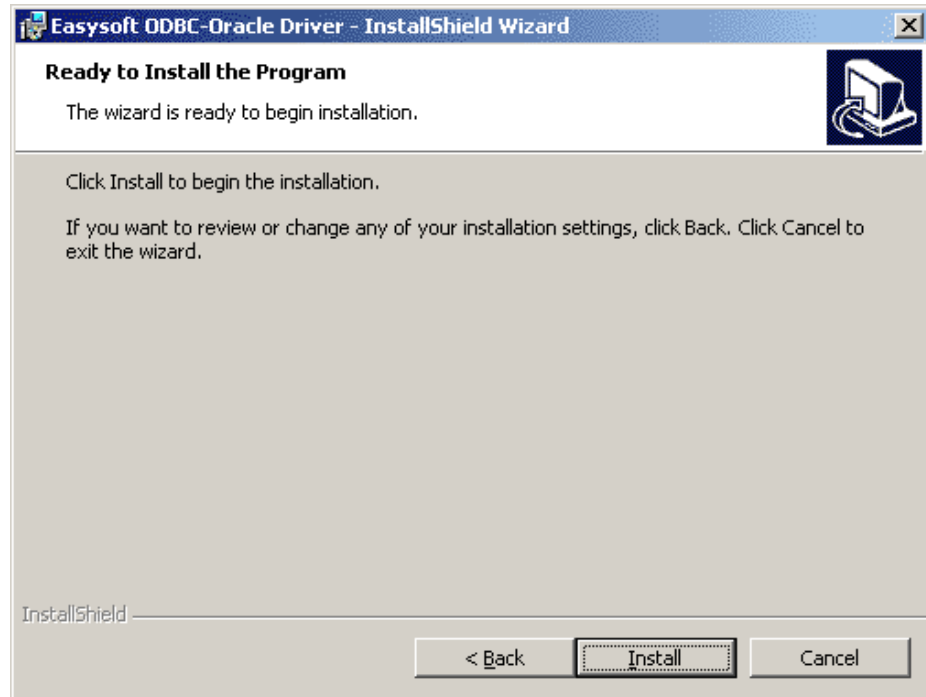 Easysoft ODBC-Oracle Driver - InstallShield Wizard
Ready to Install the Program
The wizard is ready to begin installation.
Click Install to begin the installation.
If you want to review or change any of your installation settings, click Back. Click Cancel to
exit the wizard.
InstallShield
< Back
Install
Cancel